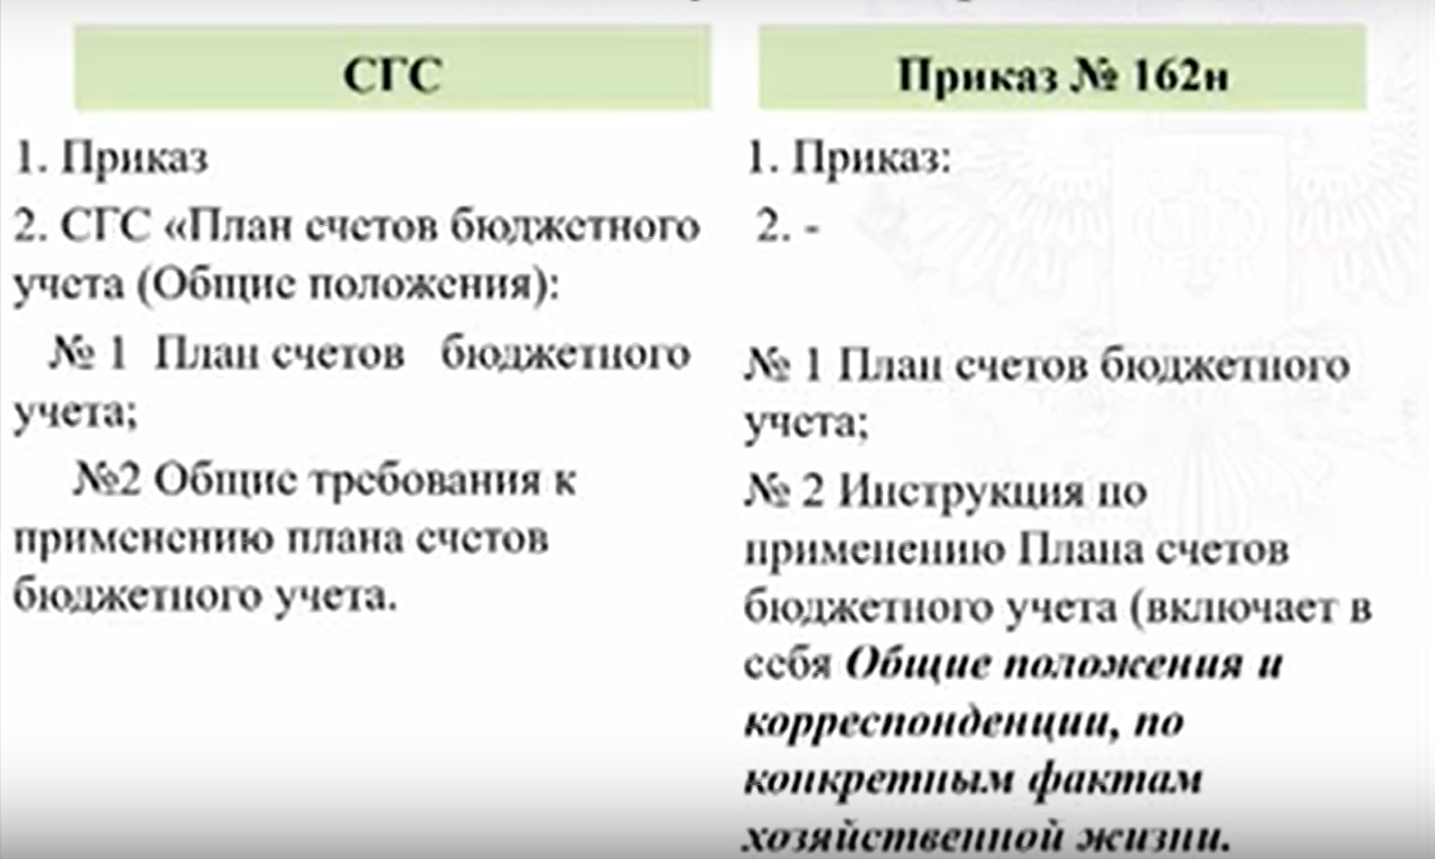 СГС
1. Приказ
2. СГС «План счетов бюджетного
учета (Общие положения):
№ 1 План счетов бюджетного
учета;
№2 Общие требования к
применению плана счетов
бюджетного учета.
Приказ № 162н
1. Приказ:
2. -
№ 1 План счетов бюджетного
учета;
№ 2 Инструкция по
применению Плана счетов
бюджетного учета (включает в
себя Общие положения и
корреспонденции, по
конкретным фактам
хозяйственной жизни.